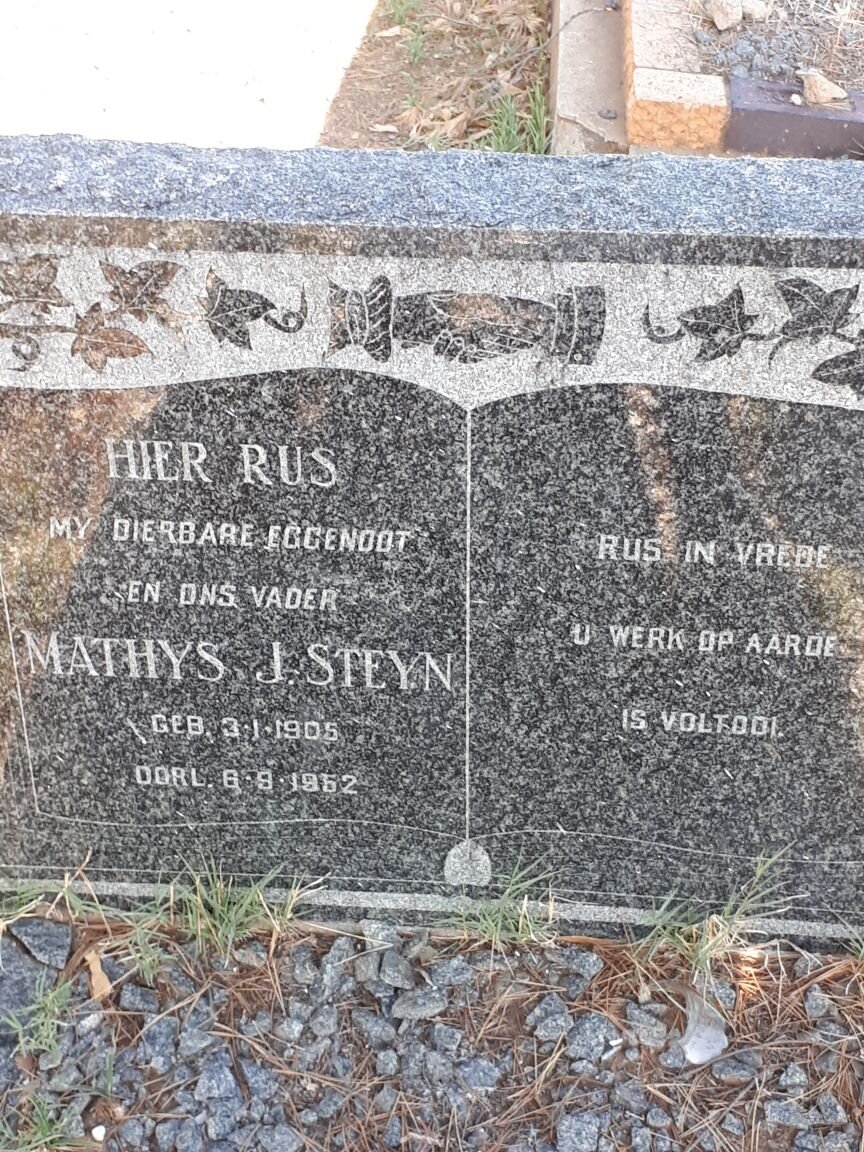 HIER RUS
MY DIERBARE EGGENOOT
EN ONS VADER
MATHYS J. STEYN
GEB. 3·1·1905
OORL. 6·9·1962
RUS IN VREDE
U WERK OP AARDE
IS VOLTOOI.